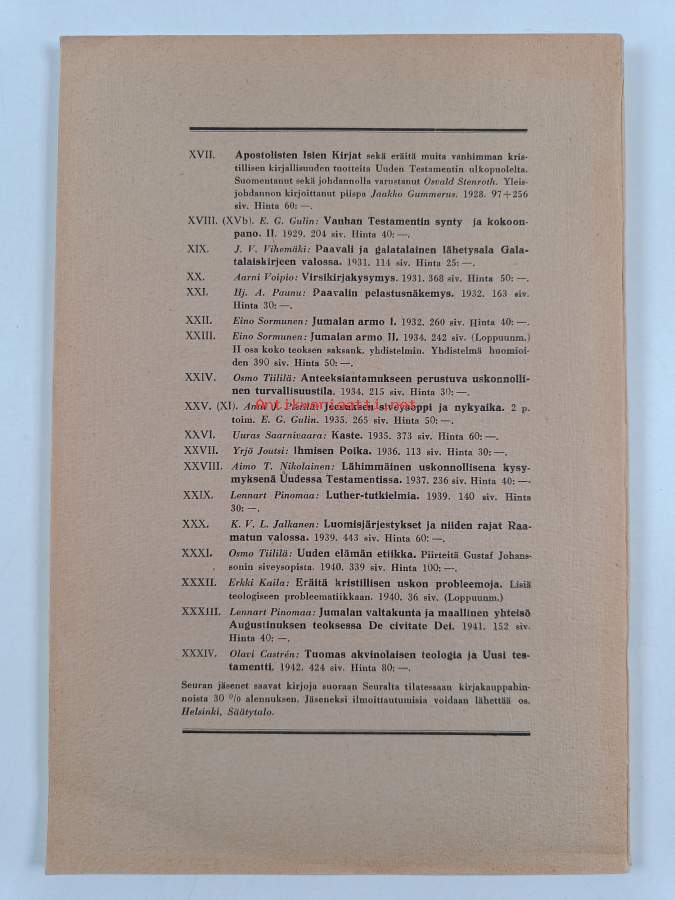 XVII. Apostolisten Isien Kirjat sekä eräitä muita vanhimman kris-
tillisen kirjallisuuden tuotteita Uuden Testamentin ulkopuolelta.
Suomentanut sekä johdannolla varustanut Osvald Stenroth. Yleis-
johdannon kirjoittanut piispa Jaakko Gummerus. 1928. 97+256
siv. Hinta 60: —.
XVIII. (XVb). E. G. Gulin: Vanhan Testamentin synty ja kokoon-
pano. II. 1929. 204 siv. Hinta 40: —.
XIX. J. V. Vihemäki: Paavali ja galatalainen lähetysala Gala-
talaiskirjeen valossa. 1931. 114 siv. Hinta 25: —.
XX. Aarni Voipio: Virsikirjakysymys. 1931. 368 siv. Hinta 50: —.
XXI. Hj. A. Paunu: Paavalin pelastusnäkemys. 1932. 163 siv.
Hinta 30: —.
XXII. Eino Sormunen: Jumalan armo I. 1932. 260 siv. Hinta 40: —.
XXIII. Eino Sormunen: Jumalan armo II. 1934. 242 siv. (Loppuunm.)
II osa koko teoksen saksank. yhdistelmin. Yhdistelmä huomioi-
den 390 siv. Hinta 50: —.
XXIV. Osmo Tiililä: Anteeksiantamukseen perustuva uskonnolli-
nen turvallisuustila. 1934. 215 siv. Hinta 30: —.
XXV. (XI). Antti J. Pietilä: Jeesuksen siveysoppi ja nykyaika. 2 p.
Antikvariaatti.net
toim. E. G. Gulin. 1935. 265 siv. Hinta 50: —.
XXVI. Uuras Saarnivaara: Kaste. 1935. 373 siv. Hinta 60: —.
XXVII. Yrjö Joutsi: Ihmisen Poika. 1936. 113 siv. Hinta 30: —.
XXVIII. Aimo T. Nikolainen: Lähimmäinen uskonnollisena kysy-
myksenä Uudessa Testamentissa. 1937. 236 siv. Hinta 40: —.
XXIX. Lennart Pinomaa: Luther-tutkielmia. 1939. 140 siv. Hinta
30: —.
XXX. K. V. L. Jalkanen: Luomisjärjestykset ja niiden rajat Raa-
matun valossa. 1939. 443 siv. Hinta 60: —.
XXXI. Osmo Tiililä: Uuden elämän etiikka. Piirteitä Gustaf Johans-
sonin siveysopista. 1940. 339 siv. Hinta 100: —.
XXXII. Erkki Kaila: Eräitä kristillisen uskon probleemoja. Lisiä
teologiseen probleematiikkaan. 1940. 36 siv. (Loppuunm.)
XXXIII. Lennart Pinomaa: Jumalan valtakunta ja maallinen yhteisö
Augustinuksen teoksessa De civitate Dei. 1941. 152 siv.
Hinta 40: —.
XXXIV. Olavi Castrén: Tuomas akvinolaisen teologia ja Uusi tes-
tamentti. 1942. 424 siv. Hinta 80: —.
Seuran jäsenet saavat kirjoja suoraan Seuralta tilatessaan kirjakauppahin-
noista 30 % alennuksen. Jäseneksi ilmoittautumisia voidaan lähettää os.
Helsinki, Säätytalo.